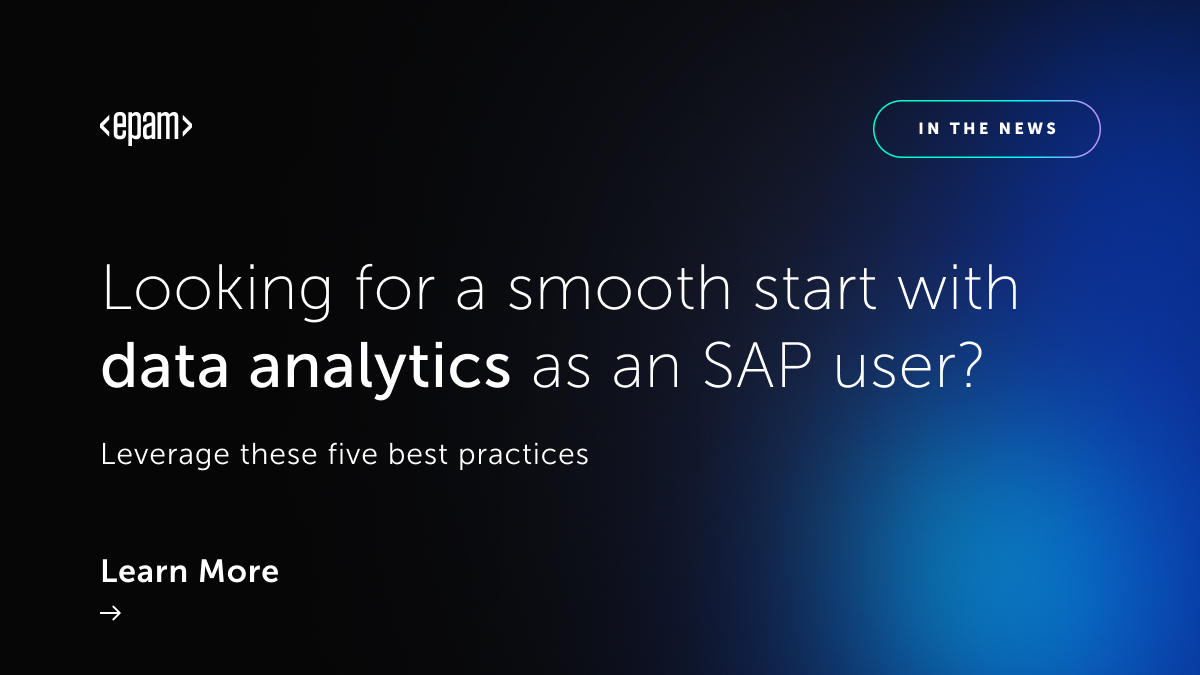 <epam>
IN THE NEWS
Looking for a smooth start with
data analytics as an SAP user?
Leverage these five best practices
Learn More
→